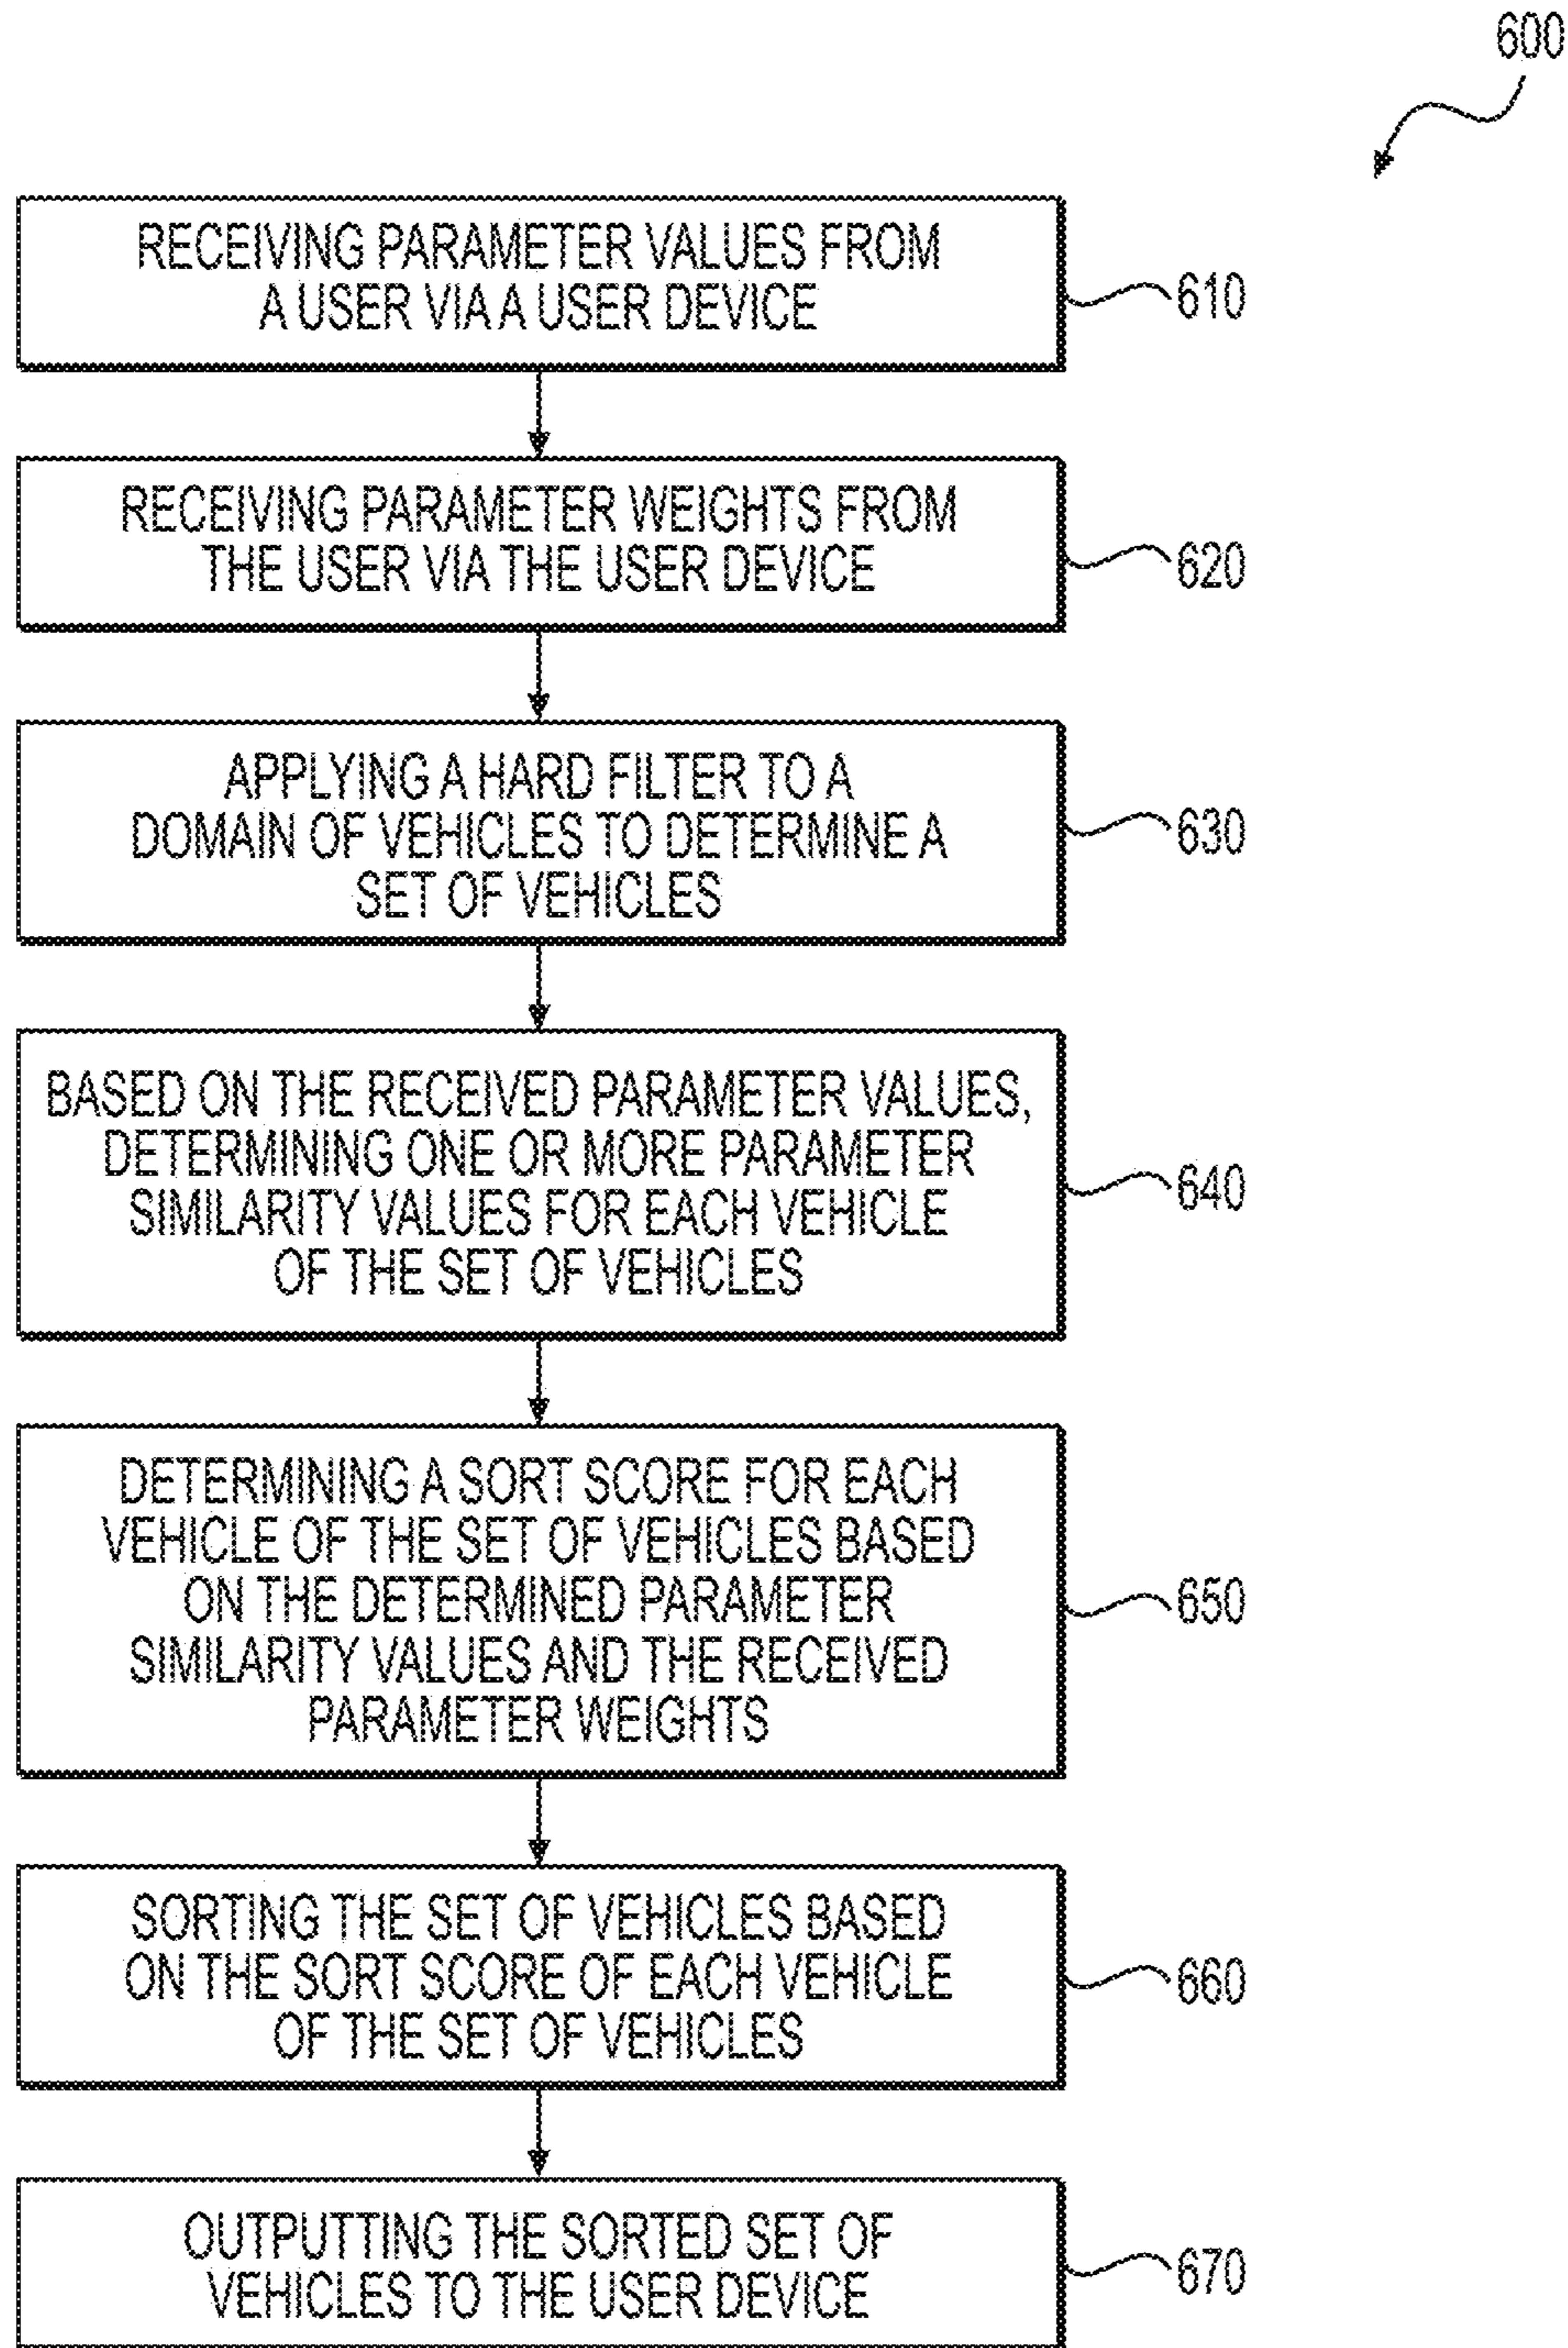 600
RECEIVING PARAMETER VALUES FROM
A USER VIA A USER DEVICE
610
RECEIVING PARAMETER WEIGHTS FROM
THE USER VIA THE USER DEVICE
620
APPLYING A HARD FILTER TO A
DOMAIN OF VEHICLES TO DETERMINE A
SET OF VEHICLES
630
BASED ON THE RECEIVED PARAMETER VALUES,
DETERMINING ONE OR MORE PARAMETER
SIMILARITY VALUES FOR EACH VEHICLE
OF THE SET OF VEHICLES
640
DETERMINING A SORT SCORE FOR EACH
VEHICLE OF THE SET OF VEHICLES BASED
ON THE DETERMINED PARAMETER
SIMILARITY VALUES AND THE RECEIVED
PARAMETER WEIGHTS
650
SORTING THE SET OF VEHICLES BASED
ON THE SORT SCORE OF EACH VEHICLE
OF THE SET OF VEHICLES
660
OUTPUTTING THE SORTED SET OF
VEHICLES TO THE USER DEVICE
670